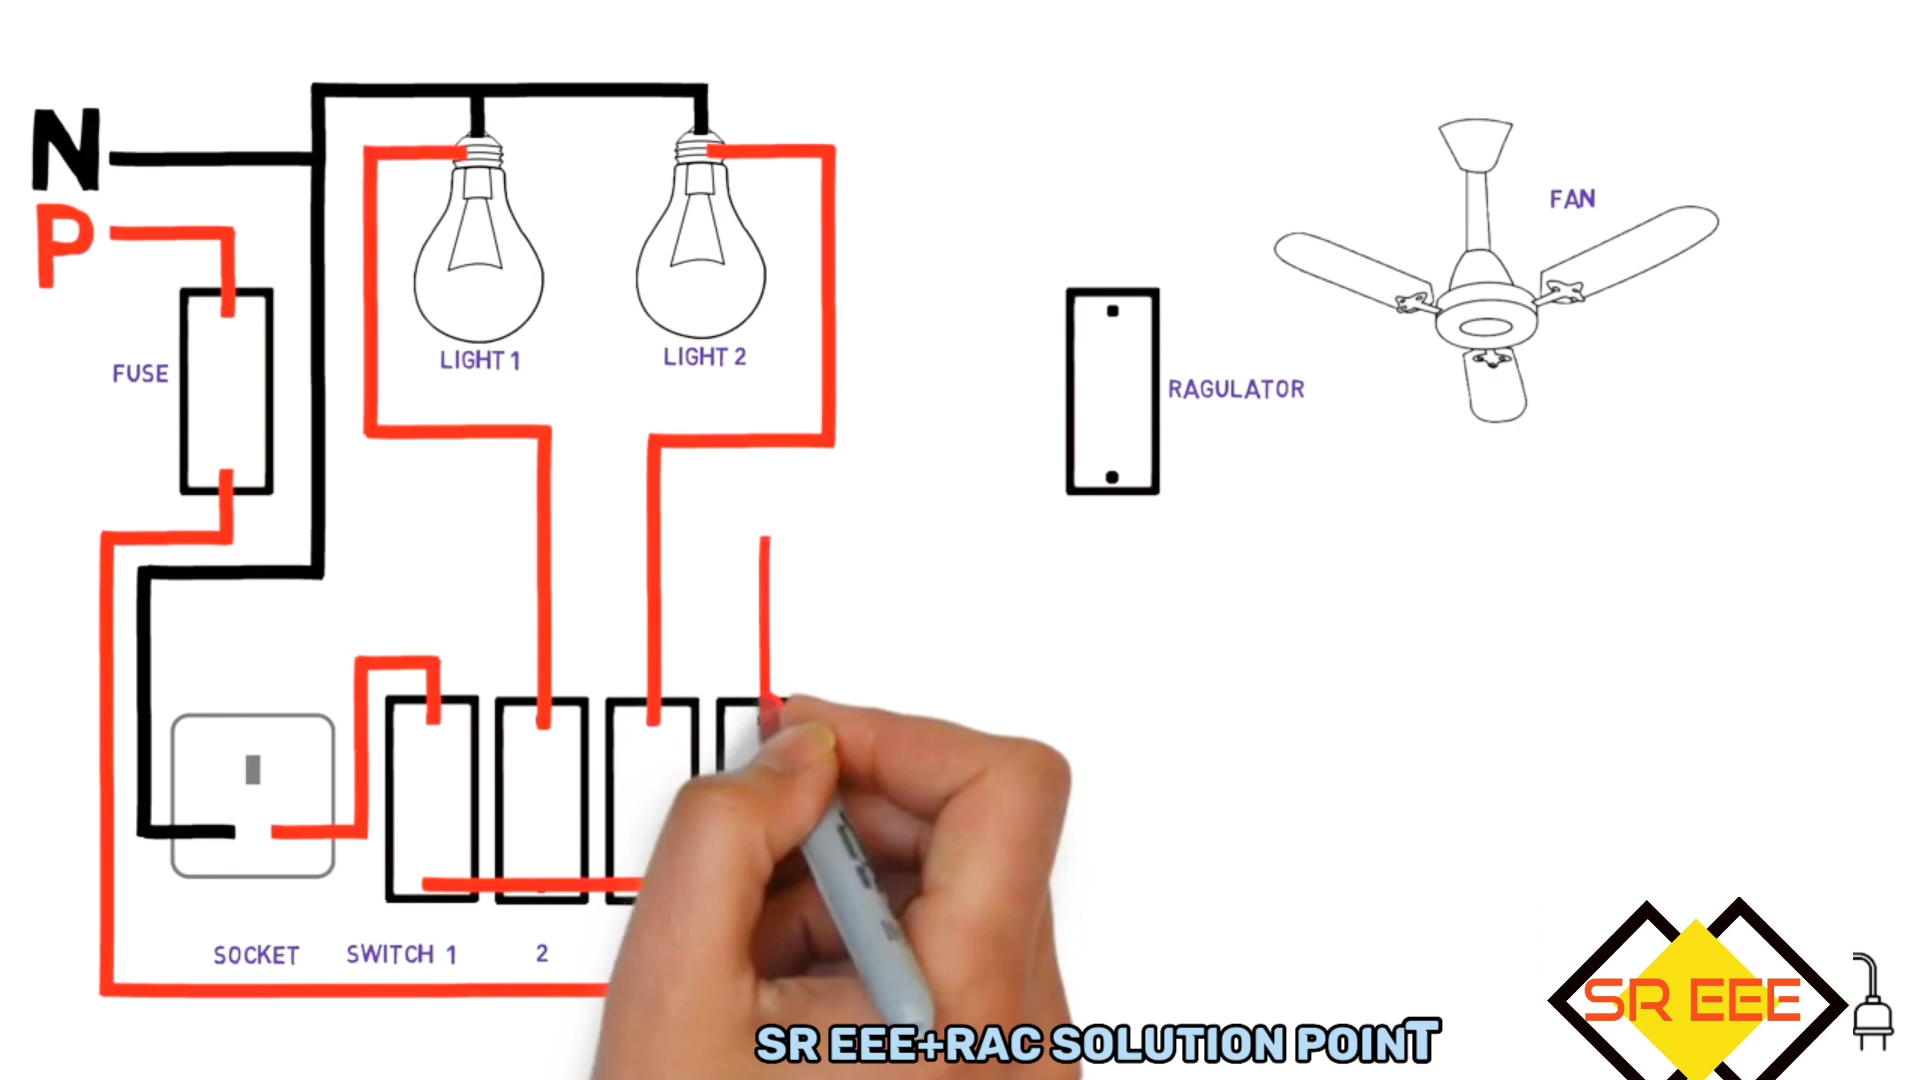 N
P
FUSE
LIGHT 1
LIGHT 2
FAN
RAGULATOR
SOCKET
SWITCH 1
2
SR EEE
SR EEE+RAC SOLUTION POINT